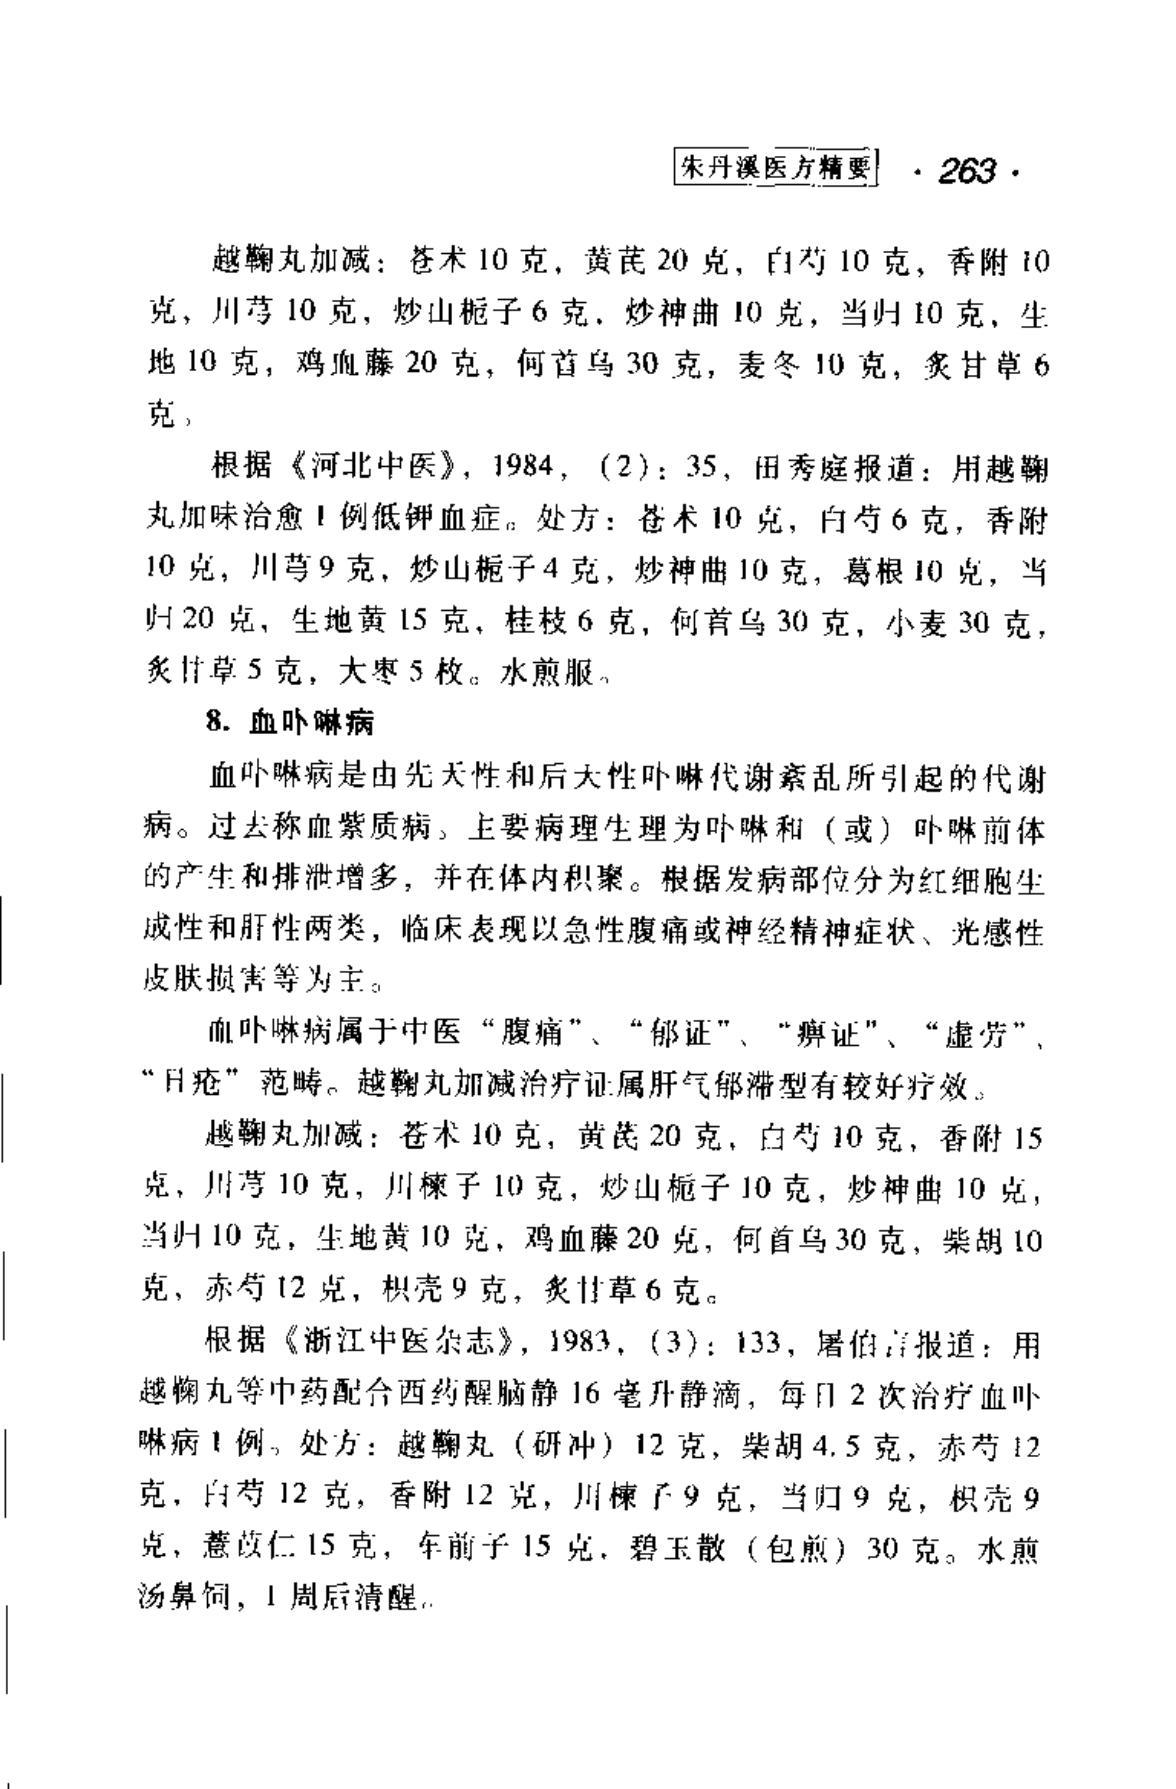 朱丹溪医方精要 ·263·
越鞠丸加减：苍术 10 克，黄芪 20 克，白芍 10 克，香附 10
克，川芎 10 克，炒山栀子 6 克，炒神曲 10 克，当归 10 克，生
地 10 克，鸡血藤 20 克，何首乌 30 克，麦冬 10 克，炙甘草 6
克。
根据《河北中医》，1984，（2）：35，田秀庭报道：用越鞠
丸加味治愈 1 例低钾血症。处方：苍术 10 克，白芍 6 克，香附
10 克，川芎 9 克，炒山栀子 4 克，炒神曲 10 克，葛根 10 克，当
归 20 克，生地黄 15 克，桂枝 6 克，何首乌 30 克，小麦 30 克，
炙甘草 5 克，大枣 5 枚。水煎服。
8. 血卟啉病
血卟啉病是由先天性和后天性卟啉代谢紊乱所引起的代谢
病。过去称血紫质病。主要病理生理为卟啉和（或）卟啉前体
的产生和排泄增多，并在体内积聚。根据发病部位分为红细胞生
成性和肝性两类，临床表现以急性腹痛或神经精神症状、光感性
皮肤损害等为主。
血卟啉病属于中医“腹痛”、“郁证”、“痹证”、“虚劳”、
“日疮”范畴。越鞠丸加减治疗证属肝气郁滞型有较好疗效。
越鞠丸加减：苍术 10 克，黄芪 20 克，白芍 10 克，香附 15
克，川芎 10 克，川楝子 10 克，炒山栀子 10 克，炒神曲 10 克，
当归 10 克，生地黄 10 克，鸡血藤 20 克，何首乌 30 克，柴胡 10
克，赤芍 12 克，枳壳 9 克，炙甘草 6 克。
根据《浙江中医杂志》，1983，（3）：133，屠伯言报道：用
越鞠丸等中药配合西药醒脑静 16 毫升静滴，每日 2 次治疗血卟
啉病 1 例。处方：越鞠丸（研冲）12 克，柴胡 4.5 克，赤芍 12
克，白芍 12 克，香附 12 克，川楝子 9 克，当归 9 克，枳壳 9
克，薏苡仁 15 克，车前子 15 克，碧玉散（包煎）30 克。水煎
汤鼻饲，1 周后清醒。